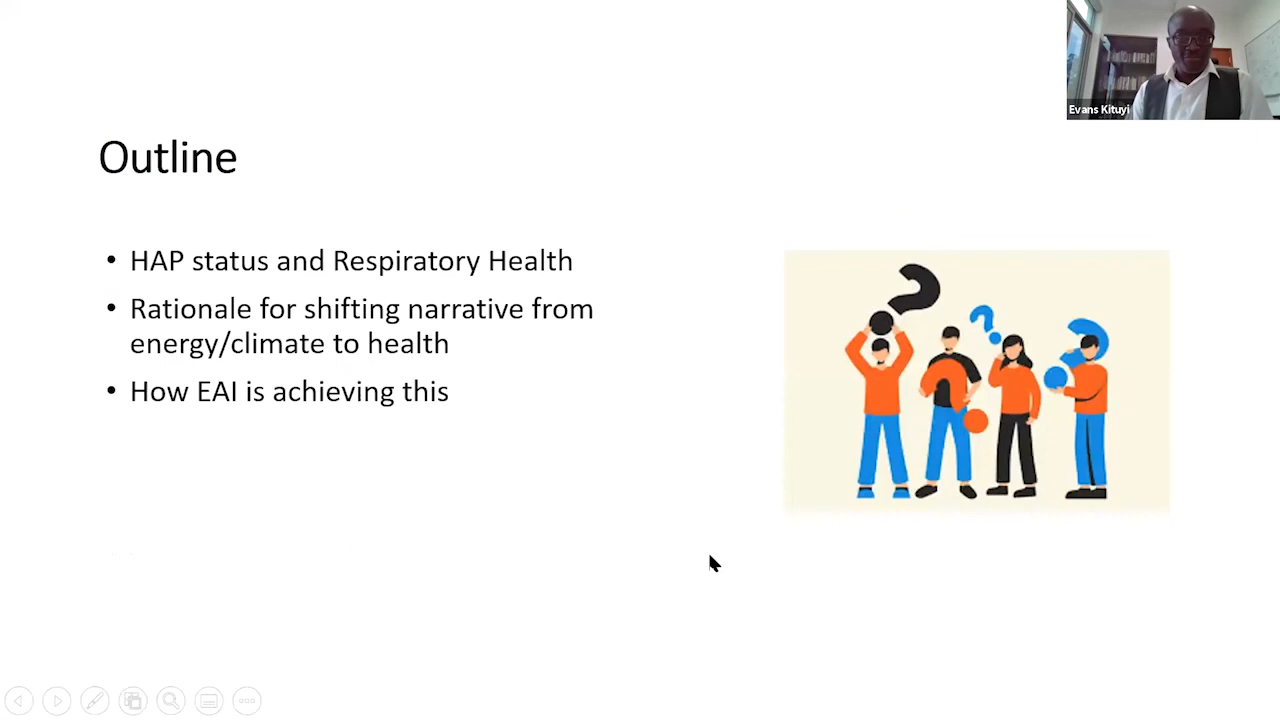 Evans Kituyi
Outline
• HAP status and Respiratory Health
• Rationale for shifting narrative from
energy/climate to health
• How EAI is achieving this